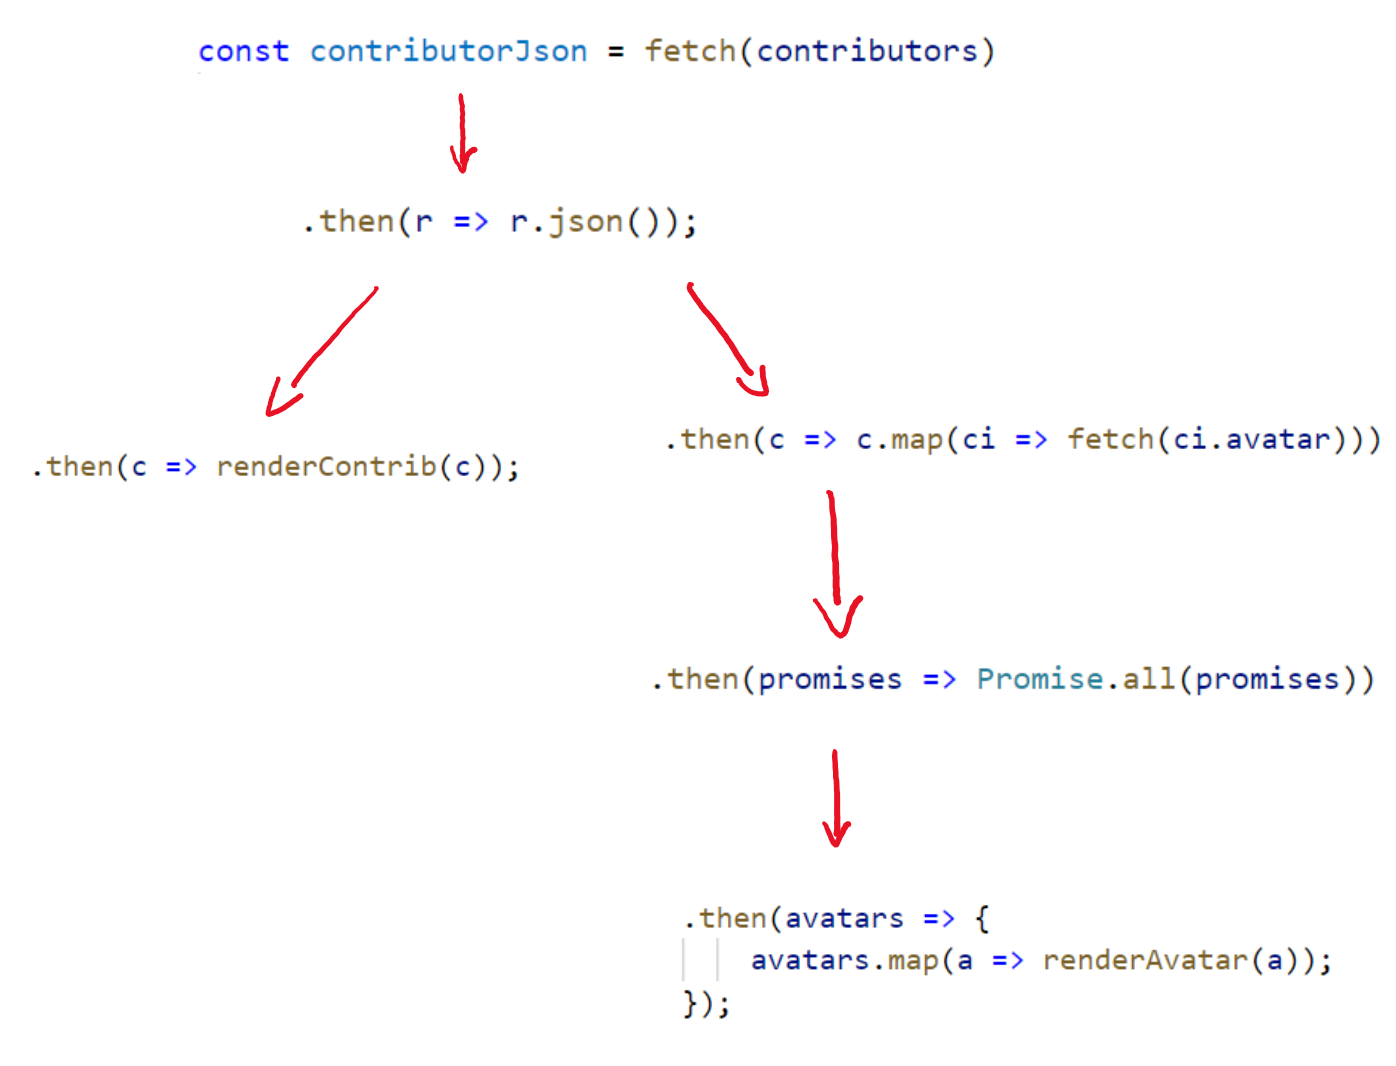 const contributorJson = fetch(contributors)
.then(r => r.json());
.then(c => renderContrib(c));
.then(c => c.map(ci => fetch(ci.avatar)))
.then(promises => Promise.all(promises))
.then(avatars => {
avatars.map(a => renderAvatar(a));
});